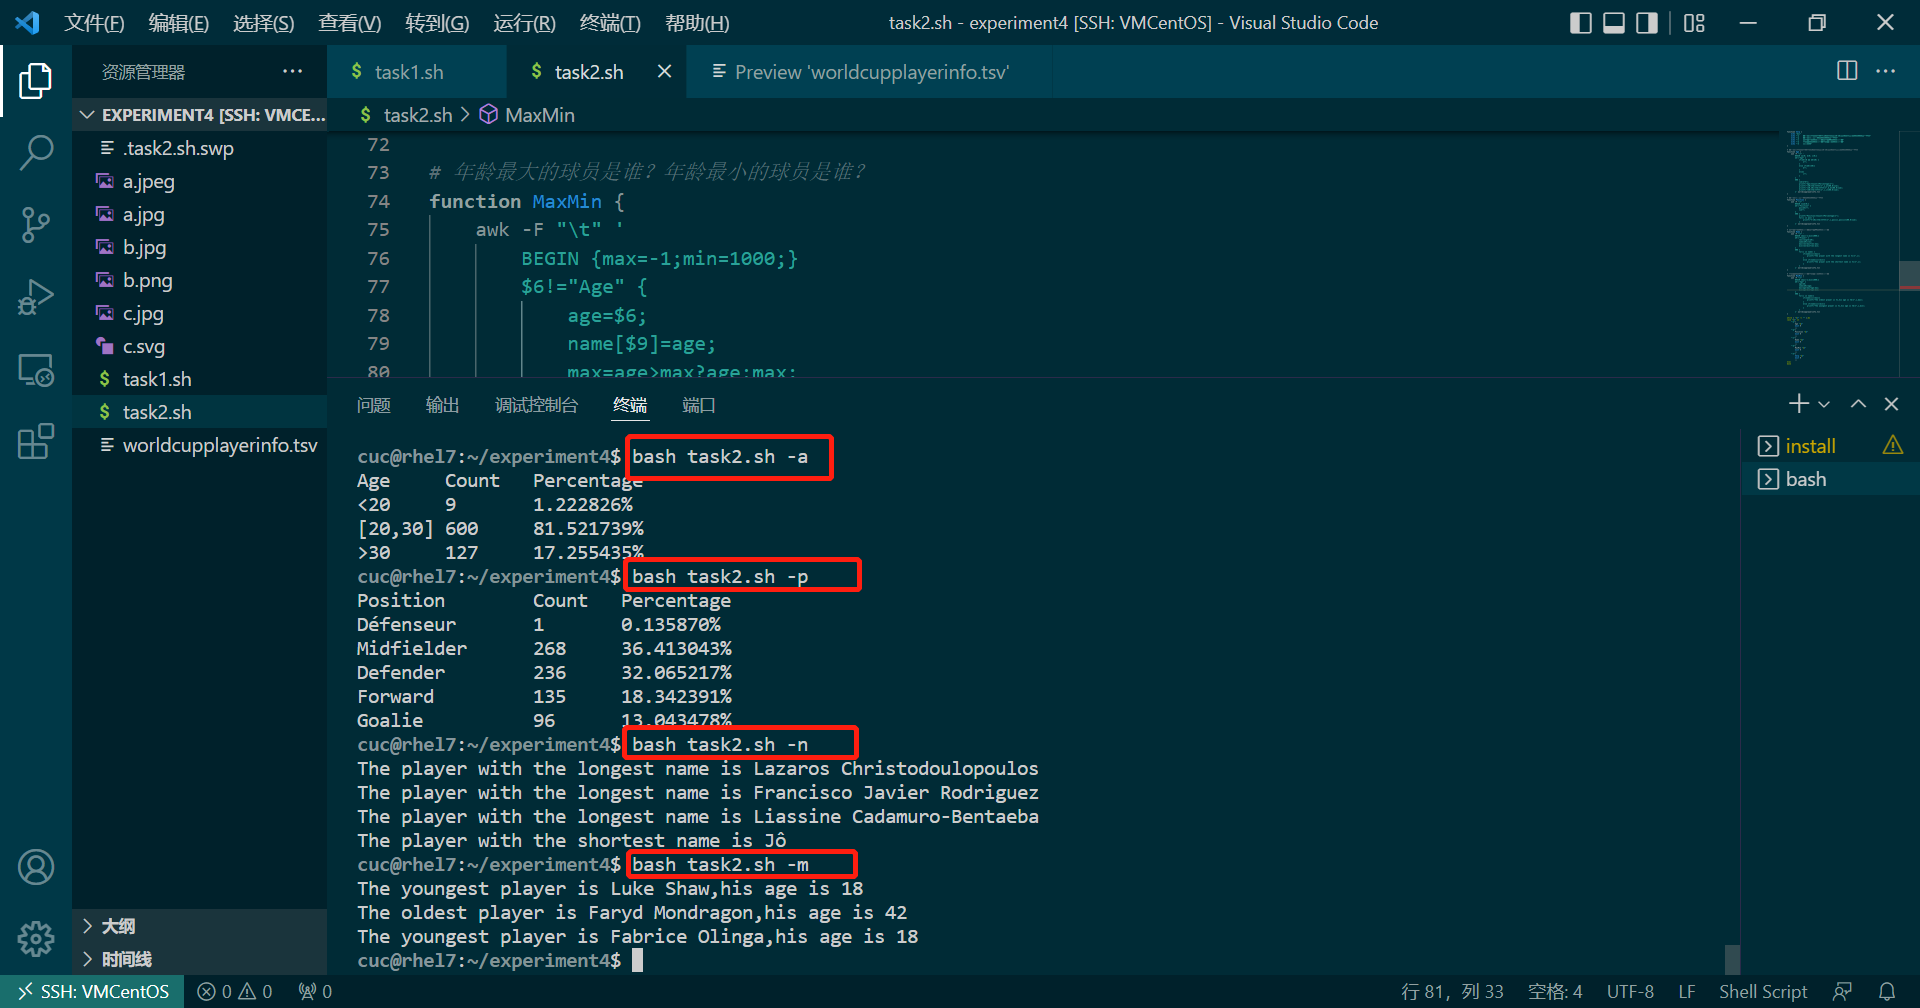 文件(F) 编辑(E) 选择(S) 查看(V) 转到(G) 运行(R) 终端(T) 帮助(H) task2.sh - experiment4 [SSH: VMCentOS] - Visual Studio Code
资源管理器 ···
$ task1.sh $ task2.sh Preview 'worldcupplayerinfo.tsv' ···
EXPERIMENT4 [SSH: VMCE...
.task2.sh.swp
a.jpeg
a.jpg
b.jpg
b.png
c.jpg
c.svg
$ task1.sh
$ task2.sh
worldcupplayerinfo.tsv
大纲
时间线
$ task2.sh > MaxMin
72
73 # 年龄最大的球员是谁？年龄最小的球员是谁？
74 function MaxMin {
75 awk -F "\t" '
76 BEGIN {max=-1;min=1000;}
77 $6!="Age" {
78 age=$6;
79 name[$9]=age;
80 max=age>max?age:max;
问题 输出 调试控制台 终端 端口
cuc@rhel7:~/experiment4$ bash task2.sh -a
Age Count Percentage
<20 9 1.222826%
[20,30] 600 81.521739%
>30 127 17.255435%
cuc@rhel7:~/experiment4$ bash task2.sh -p
Position Count Percentage
Défenseur 1 0.135870%
Midfielder 268 36.413043%
Defender 236 32.065217%
Forward 135 18.342391%
Goalie 96 13.043478%
cuc@rhel7:~/experiment4$ bash task2.sh -n
The player with the longest name is Lazaros Christodoulopoulos
The player with the longest name is Francisco Javier Rodriguez
The player with the longest name is Liassine Cadamuro-Bentaeba
The player with the shortest name is Jô
cuc@rhel7:~/experiment4$ bash task2.sh -m
The youngest player is Luke Shaw,his age is 18
The oldest player is Faryd Mondragon,his age is 42
The youngest player is Fabrice Olinga,his age is 18
cuc@rhel7:~/experiment4$
install
bash
SSH: VMCentOS 0 0 0 行 81，列 33 空格: 4 UTF-8 LF Shell Script